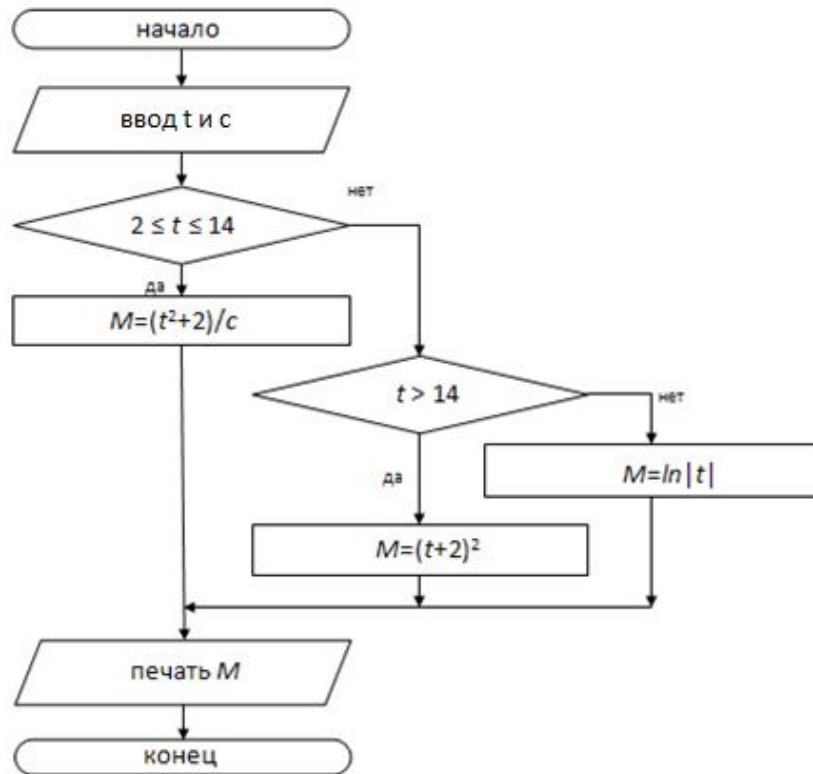 начало
ввод t и c
нет
2 ≤ t ≤ 14
да
M=(t²+2)/c
t > 14
нет
да
M=ln|t|
M=(t+2)²
печать M
конец